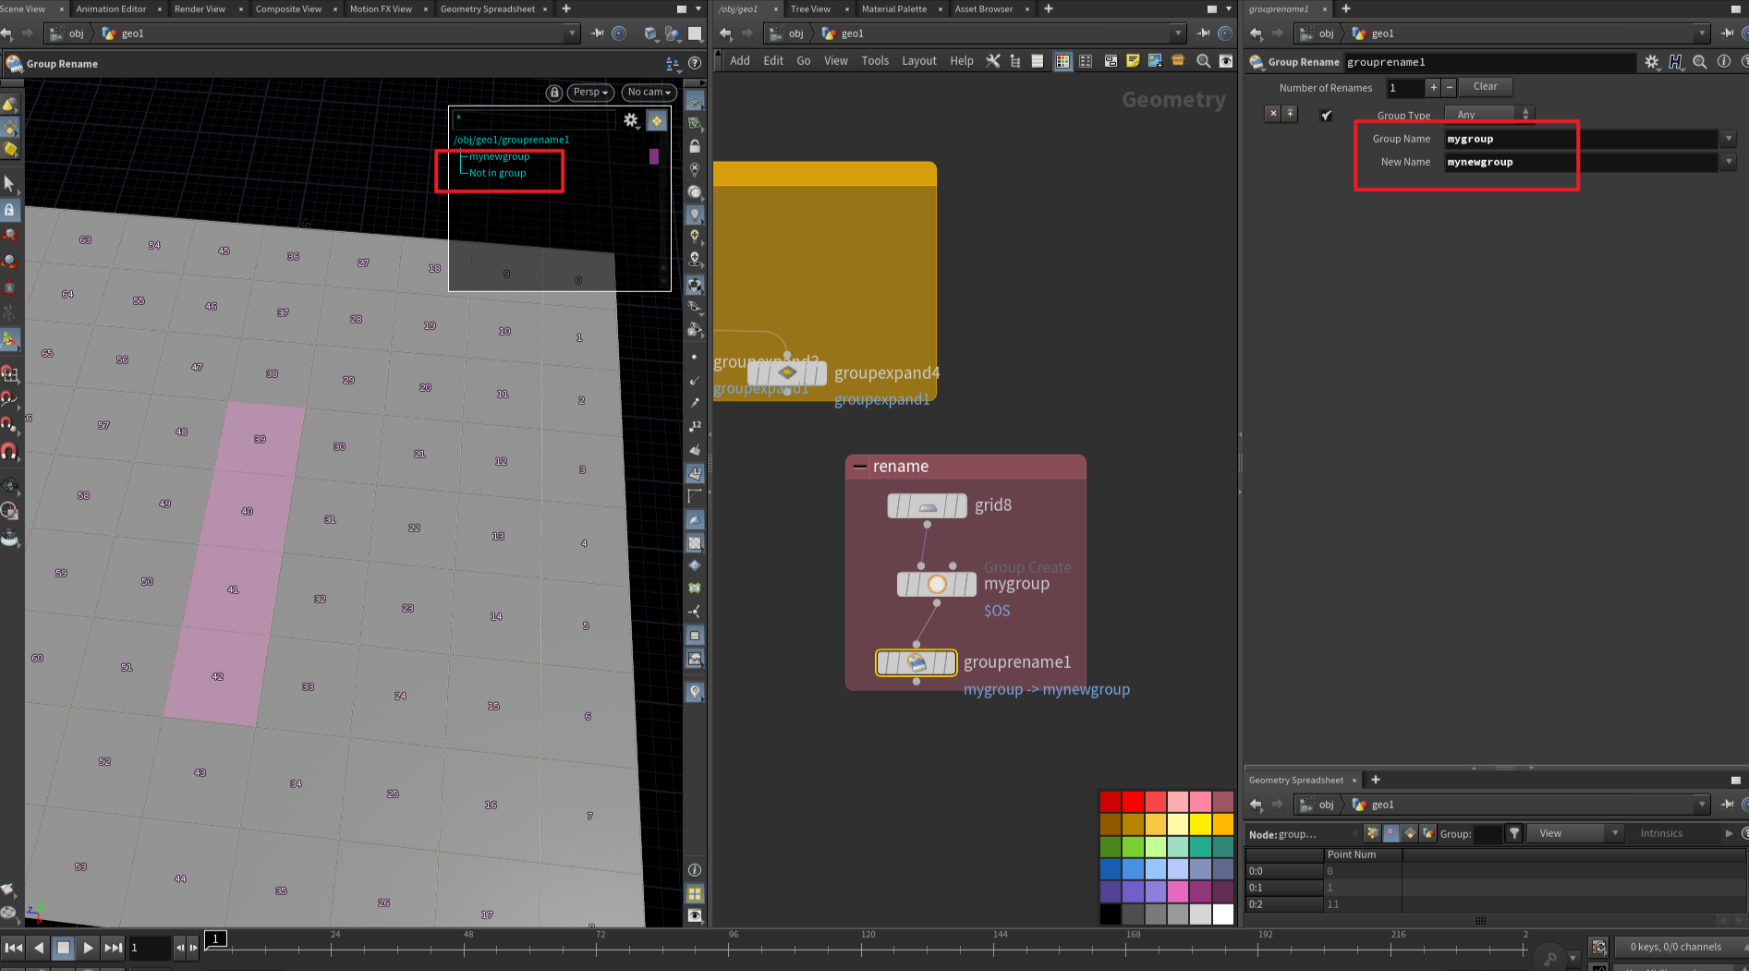 Scene View
Animation Editor
Render View
Composite View
Motion FX View
Geometry Spreadsheet
obj
geo1
Group Rename
Persp
No cam
*
/obj/geo1/grouprename1
mynewgroup
Not in group
63
54
45
36
27
18
9
0
64
55
46
37
28
19
10
1
65
56
47
38
29
20
11
2
57
48
39
30
21
12
3
58
49
40
31
22
13
4
59
50
41
32
23
14
5
60
51
42
33
24
15
6
52
43
34
25
16
7
53
44
35
26
17
/obj/geo1
Tree View
Material Palette
Asset Browser
obj
geo1
Add
Edit
Go
View
Tools
Layout
Help
Geometry
groupexpand3
groupexpand1
groupexpand4
groupexpand1
rename
grid8
Group Create
mygroup
$OS
grouprename1
mygroup -> mynewgroup
grouprename1
obj
geo1
Group Rename
grouprename1
Number of Renames
1
Clear
Group Type
Any
Group Name
mygroup
New Name
mynewgroup
Geometry Spreadsheet
obj
geo1
Node: group...
Group:
View
Intrinsics
Point Num
0:0
0
0:1
1
0:2
11
1
1
24
48
72
96
120
144
168
192
216
2
0 keys, 0/0 channels